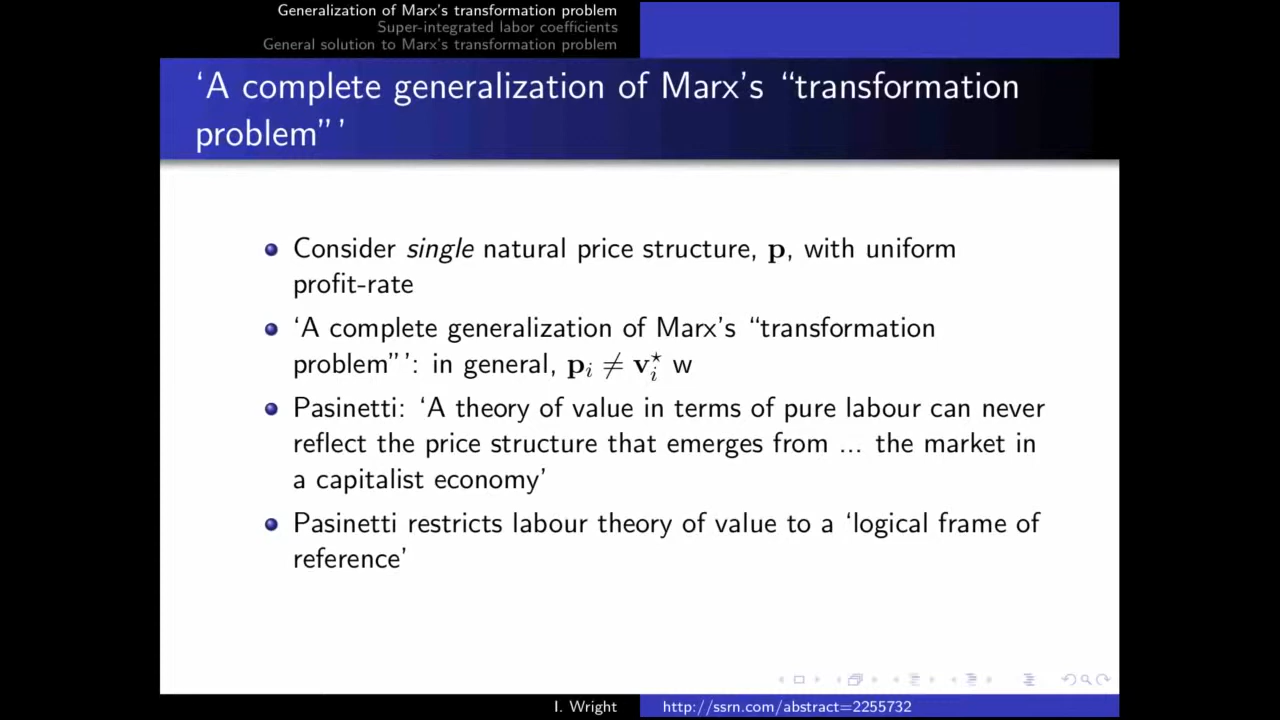 Generalization of Marx's transformation problem
Super-integrated labor coefficients
General solution to Marx's transformation problem
‘A complete generalization of Marx's “transformation
problem”’
Consider single natural price structure, p, with uniform
profit-rate
‘A complete generalization of Marx's “transformation
problem”’: in general, p_i ≠ v_i^⋆ w
Pasinetti: ‘A theory of value in terms of pure labour can never
reflect the price structure that emerges from ... the market in
a capitalist economy’
Pasinetti restricts labour theory of value to a ‘logical frame of
reference’
I. Wright
http://ssrn.com/abstract=2255732